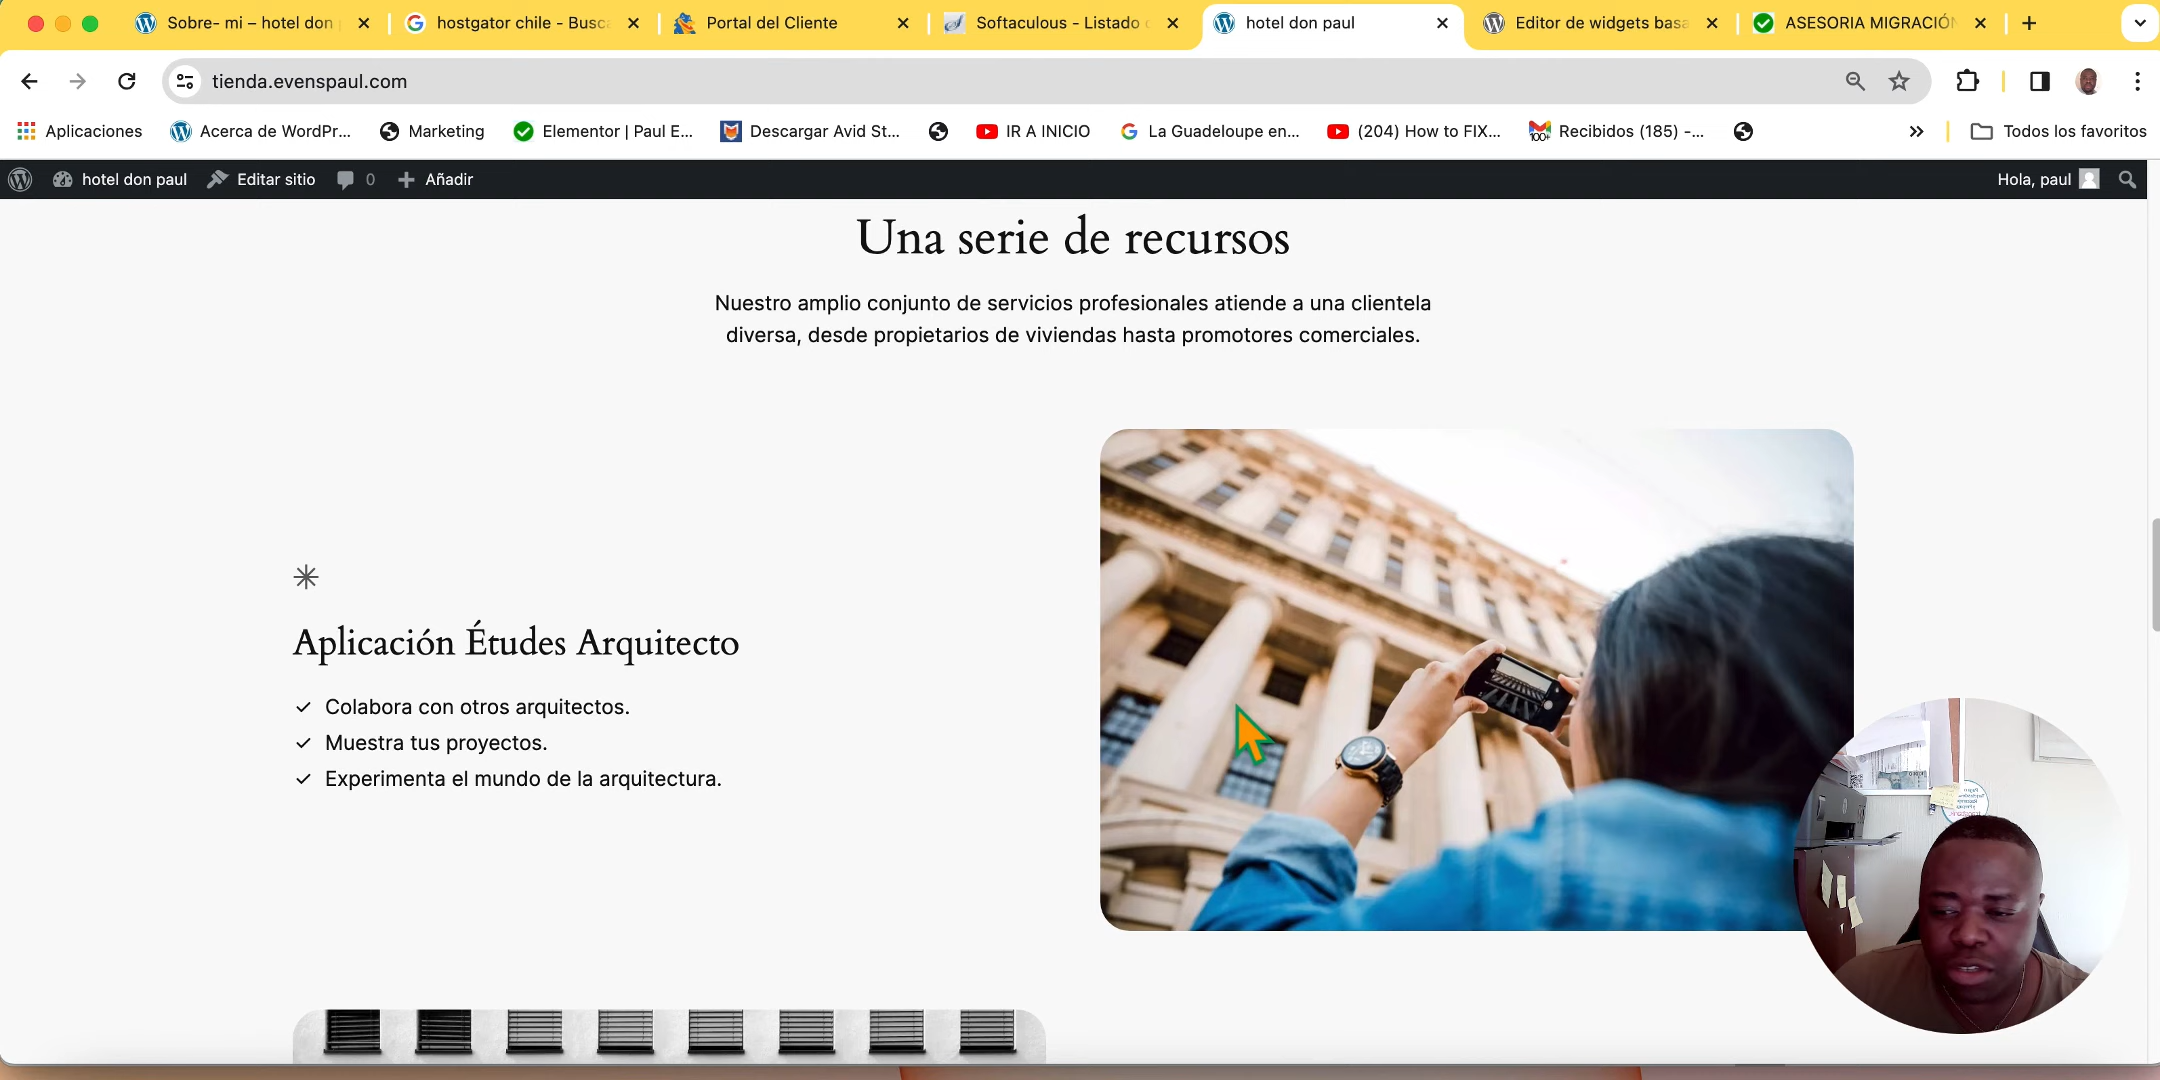 Sobre- mi – hotel don
hostgator chile - Busc
Portal del Cliente
Softaculous - Listado
hotel don paul
Editor de widgets bas
ASESORIA MIGRACIÓN
tienda.evenspaul.com
Aplicaciones
Acerca de WordPr...
Marketing
Elementor | Paul E...
Descargar Avid St...
IR A INICIO
La Guadeloupe en...
(204) How to FIX...
Recibidos (185) -...
Todos los favoritos
hotel don paul
Editar sitio
0
Añadir
Hola, paul
Una serie de recursos
Nuestro amplio conjunto de servicios profesionales atiende a una clientela
diversa, desde propietarios de viviendas hasta promotores comerciales.
Aplicación Études Arquitecto
Colabora con otros arquitectos.
Muestra tus proyectos.
Experimenta el mundo de la arquitectura.